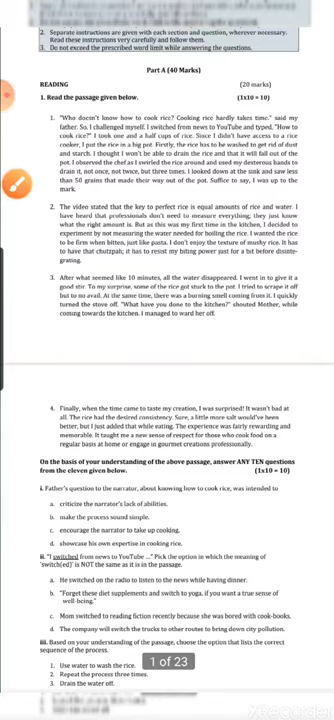 2. Separate instructions are given with each section and question, wherever necessary.
Read these instructions very carefully and follow them.
3. Do not exceed the prescribed word limit while answering the questions.
Part A (40 Marks)
READING (20 marks)
1. Read the passage given below. (1x10 = 10)
1. "Who doesn't know how to cook rice? Cooking rice hardly takes time." said my
father. So, I challenged myself. I switched from news to YouTube and typed, "How to
cook rice?" I took one and a half cups of rice. Since I didn't have access to a rice
cooker, I put the rice in a big pot. Firstly, the rice has to be washed to get rid of dust
and starch. I thought I won't be able to drain the rice and that it will fall out of the
pot. I observed the chef as I swirled the rice around and used my dexterous hands to
drain it, not once, not twice, but three times. I looked at the sink and saw less
than 50 grains that made their way out of the pot. Suffice to say, I was up to the
mark.
2. The video stated that the key to perfect rice is equal amounts of rice and water. I
have heard that professionals don't need to measure everything; they just know
what the right amount is. But as this was my first time in the kitchen, I decided to
experiment by not measuring the water needed for boiling the rice. I wanted the rice
to be firm when bitten, just like pasta. I don't enjoy the texture of mushy rice. It has
to have that chutzpah; it has to resist my biting power just for a bit before disinte-
grating.
3. After what seemed like 10 minutes, all the water disappeared. I went in to give it a
good stir. To my surprise, some of the rice got stuck to the pot. I tried to scrape it off
but to no avail. At the same time, there was a burning smell coming from it. I quickly
turned the stove off. "What have you done to the kitchen?" shouted Mother, while
coming towards the kitchen. I managed to ward her off.
4. Finally, when the time came to taste my creation, I was surprised! It wasn't bad at
all. The rice had the desired consistency. Sure, a little more salt would've been
better, but I just added that while eating. The experience was fairly rewarding and
memorable. It taught me a new sense of respect for those who cook food on a
regular basis at home or engage in gourmet creations professionally.
On the basis of your understanding of the above passage, answer ANY TEN questions
from the eleven given below. (1x10 = 10)
i. Father's question to the narrator, about knowing how to cook rice, was intended to
a. criticize the narrator's lack of abilities.
b. make the process sound simple.
c. encourage the narrator to take up cooking.
d. showcase his own expertise in cooking rice.
ii. "I switched from news to YouTube ..." Pick the option in which the meaning of
'switch(ed)' is NOT the same as it is in the passage.
a. He switched on the radio to listen to the news while having dinner.
b. "Forget these diet supplements and switch to yoga, if you want a true sense of
well-being."
c. Mom switched to reading fiction recently because she was bored with cook-books.
d. The company will switch the trucks to other routes to bring down city pollution.
iii. Based on your understanding of the passage, choose the option that lists the correct
sequence of the process.
1. Use water to wash the rice.
2. Repeat the process three times.
3. Drain the water off.
1 of 23